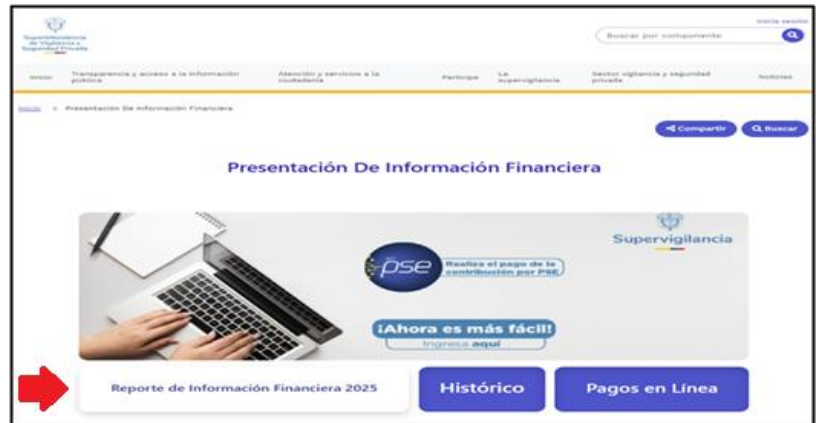 Inicia sesión
Superintendencia
de Vigilancia y
Seguridad Privada
Buscar por componente
Inicio
Transparencia y acceso a la información
pública
Atención y servicios a la
ciudadanía
Participa
La
supervigilancia
Sector vigilancia y seguridad
privada
Noticias
Inicio
Presentación De Información Financiera
Compartir
Buscar
Presentación De Información Financiera
Supervigilancia
pse
Realiza el pago de la
contribución por PSE
¡Ahora es más fácil!
Ingresa aquí
Reporte de Información Financiera 2025
Histórico
Pagos en Línea